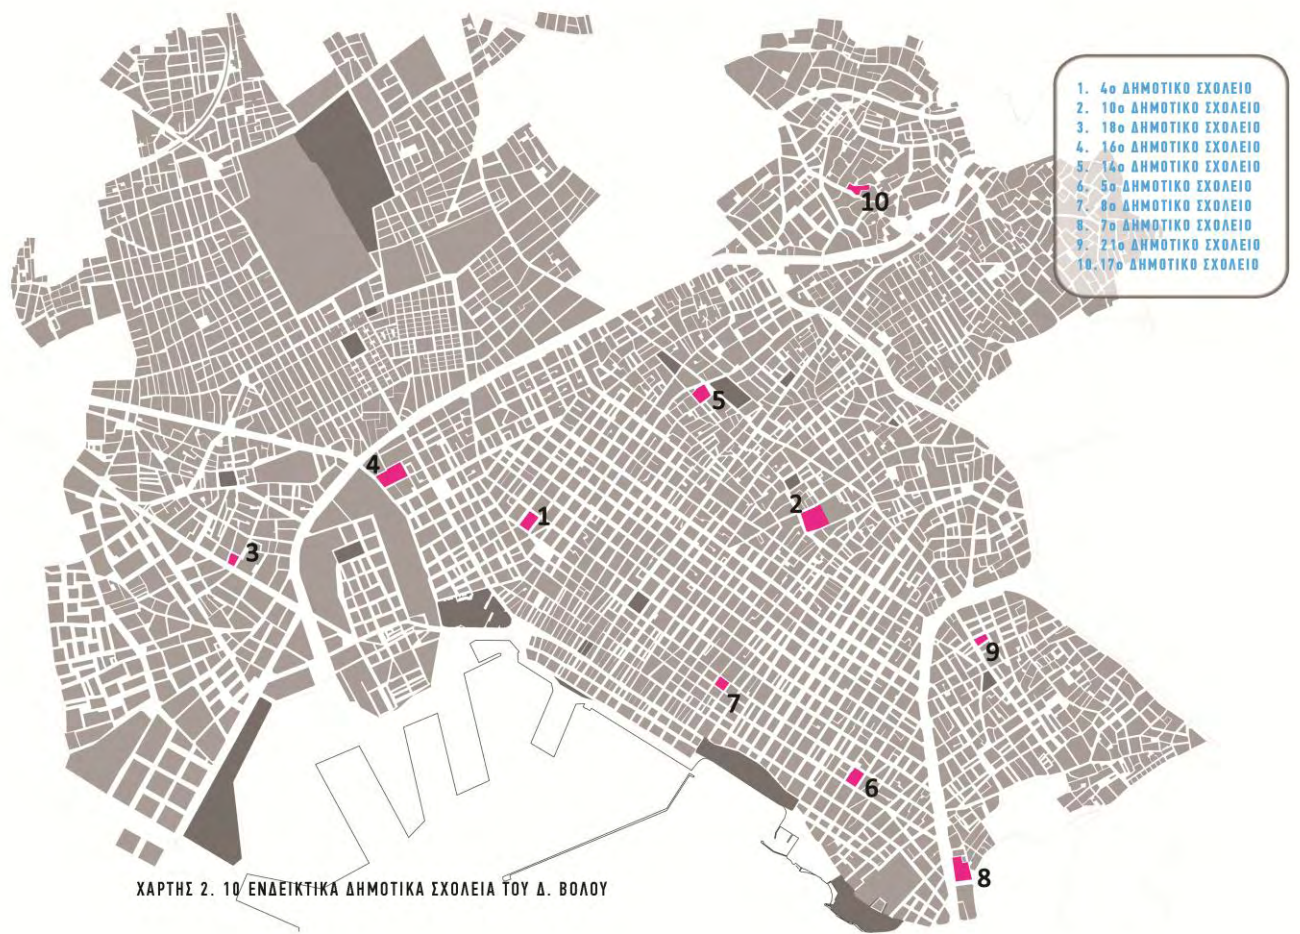 1. 4ο ΔΗΜΟΤΙΚΟ ΣΧΟΛΕΙΟ
2. 10ο ΔΗΜΟΤΙΚΟ ΣΧΟΛΕΙΟ
3. 18ο ΔΗΜΟΤΙΚΟ ΣΧΟΛΕΙΟ
4. 16ο ΔΗΜΟΤΙΚΟ ΣΧΟΛΕΙΟ
5. 14ο ΔΗΜΟΤΙΚΟ ΣΧΟΛΕΙΟ
6. 5ο ΔΗΜΟΤΙΚΟ ΣΧΟΛΕΙΟ
7. 8ο ΔΗΜΟΤΙΚΟ ΣΧΟΛΕΙΟ
8. 7ο ΔΗΜΟΤΙΚΟ ΣΧΟΛΕΙΟ
9. 21ο ΔΗΜΟΤΙΚΟ ΣΧΟΛΕΙΟ
10. 17ο ΔΗΜΟΤΙΚΟ ΣΧΟΛΕΙΟ
10
5
4
2
1
3
9
7
6
8
ΧΑΡΤΗΣ 2. 10 ΕΝΔΕΙΚΤΙΚΑ ΔΗΜΟΤΙΚΑ ΣΧΟΛΕΙΑ ΤΟΥ Δ. ΒΟΛΟΥ